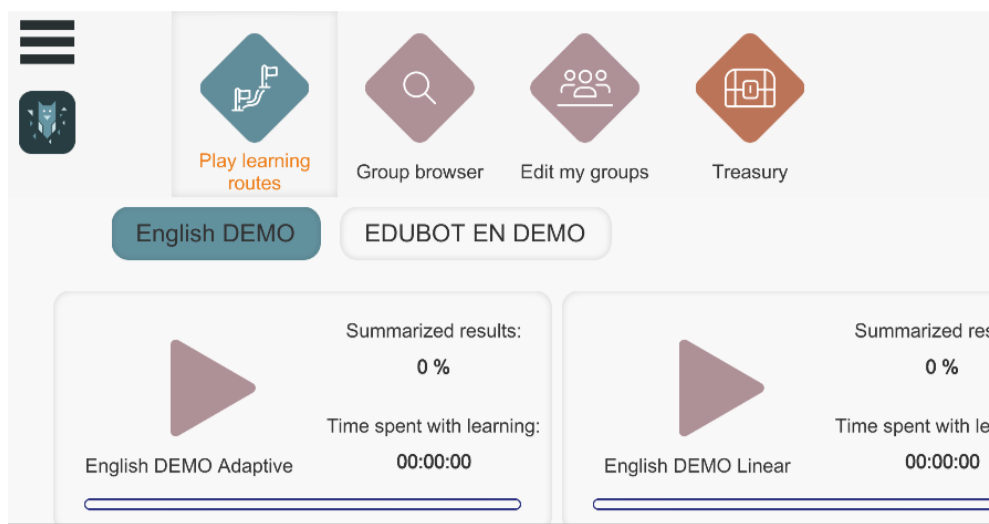 Play learning
routes
Group browser
Edit my groups
Treasury
English DEMO
EDUBOT EN DEMO
Summarized results:
0 %
Time spent with learning:
00:00:00
English DEMO Adaptive
Summarized res
0 %
Time spent with le
00:00:00
English DEMO Linear